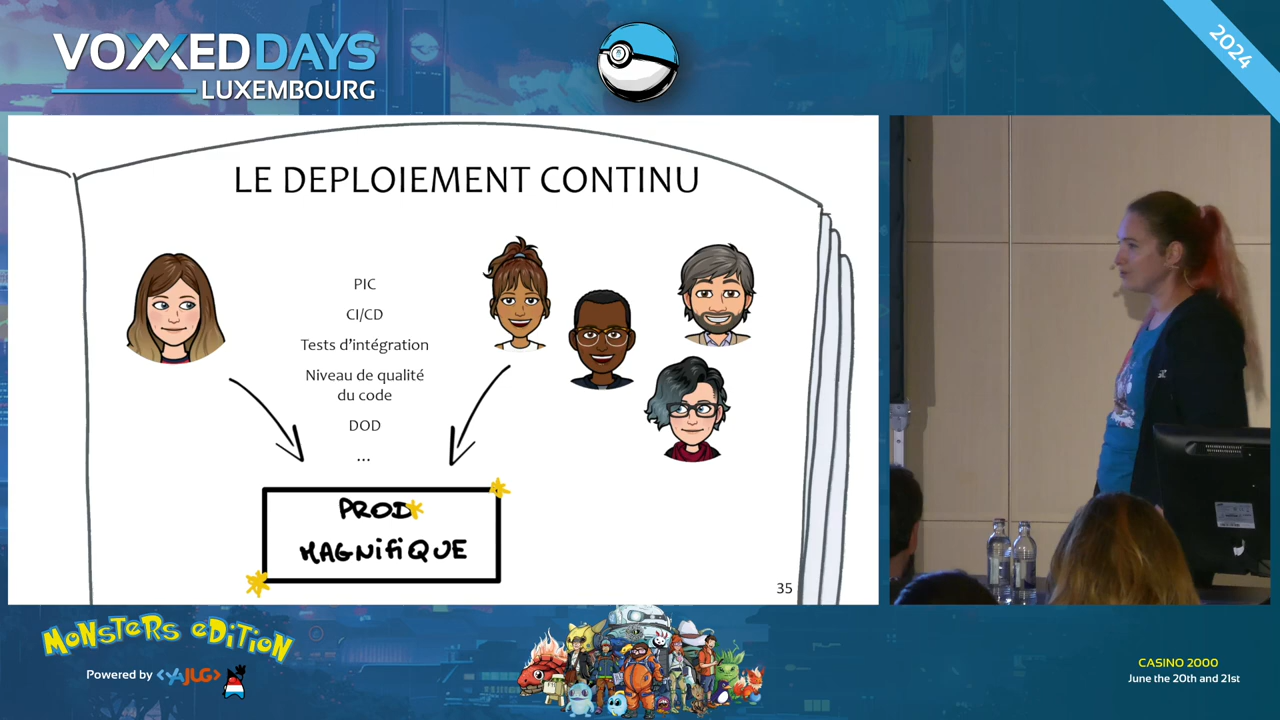 VOXXED DAYS
LUXEMBOURG
2024
LE DEPLOIEMENT CONTINU
PIC
CI/CD
Tests d'intégration
Niveau de qualité
du code
DOD
...
PROD
MAGNIFIQUE
35
MONSTERS EDITION
Powered by <YAJUG>
CASINO 2000
June the 20th and 21st